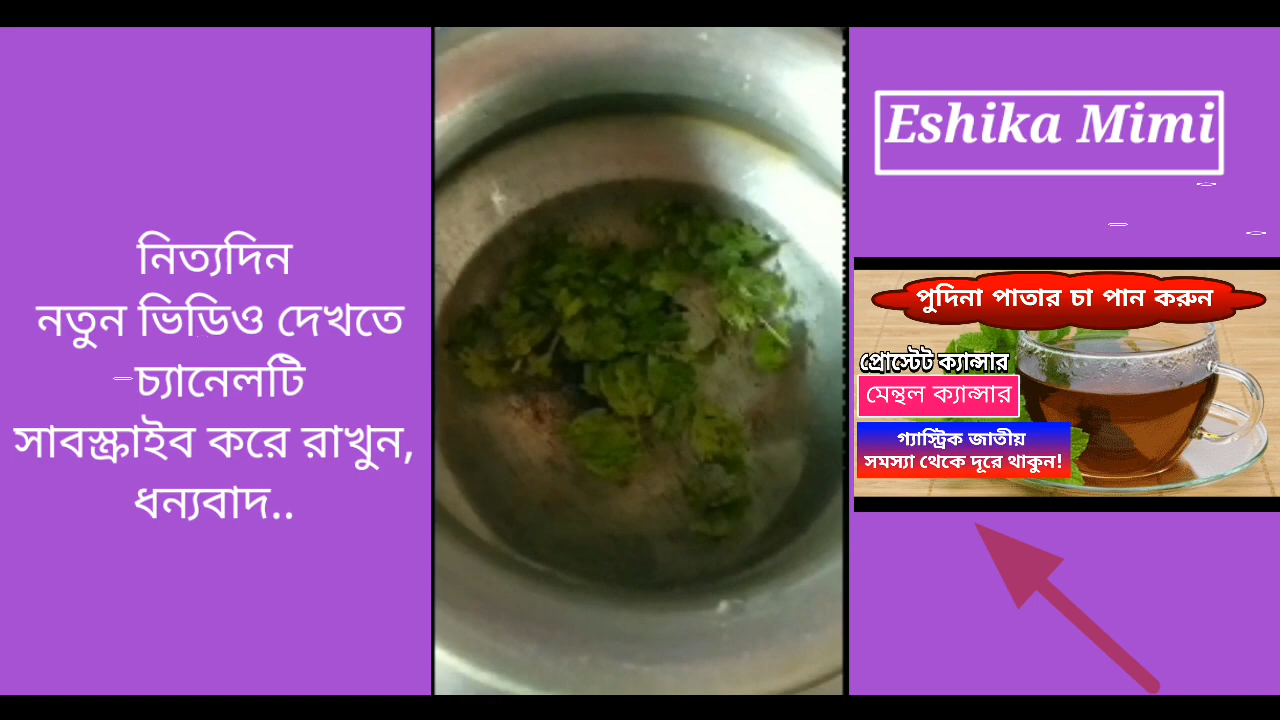 নিত্যদিন
নতুন ভিডিও দেখতে
চ্যানেলটি
সাবস্ক্রাইব করে রাখুন,
ধন্যবাদ..
Eshika Mimi
পুদিনা পাতার চা পান করুন
প্রোস্টেট ক্যান্সার
মেন্থল ক্যান্সার
গ্যাস্ট্রিক জাতীয়
সমস্যা থেকে দূরে থাকুন!